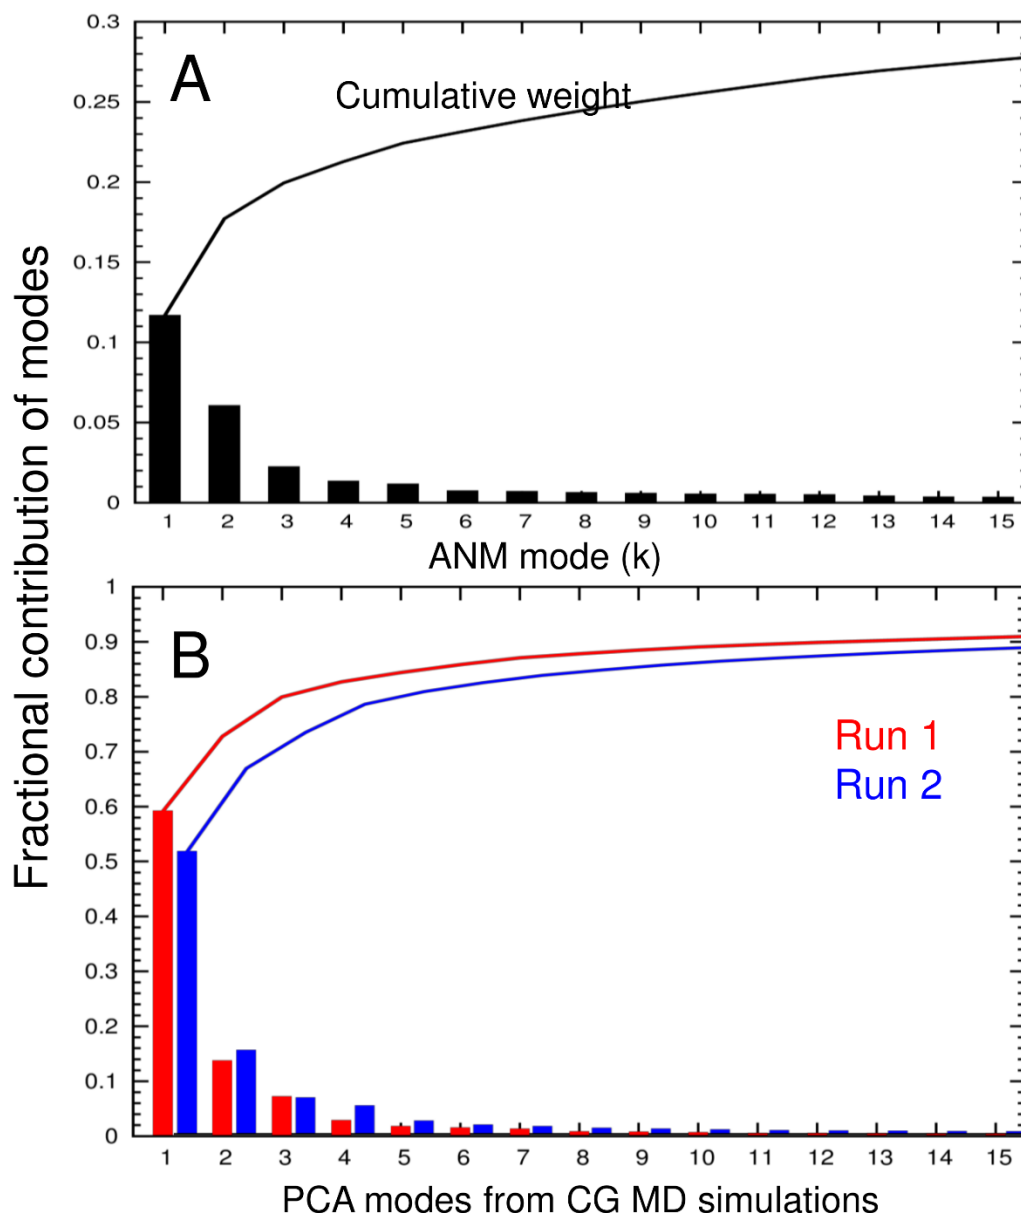 Fractional contribution of modes
A
Cumulative weight
0.3
0.25
0.2
0.15
0.1
0.05
0
1 2 3 4 5 6 7 8 9 10 11 12 13 14 15
ANM mode (k)
B
Run 1
Run 2
1
0.9
0.8
0.7
0.6
0.5
0.4
0.3
0.2
0.1
0
1 2 3 4 5 6 7 8 9 10 11 12 13 14 15
PCA modes from CG MD simulations